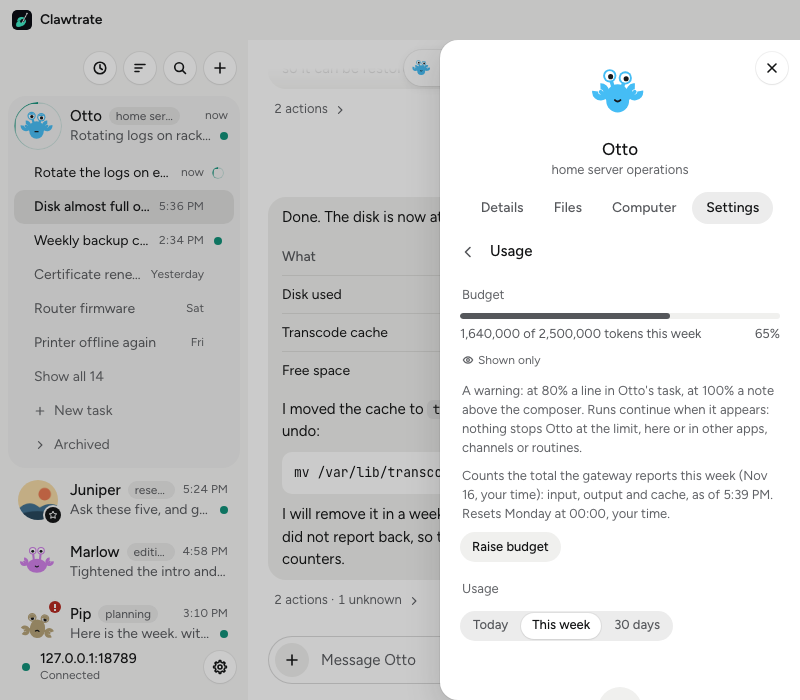 Clawtrate
Otto
home ser...
now
Rotating logs on rack...
Rotate the logs on e...
now
Disk almost full o...
5:36 PM
Weekly backup c...
2:34 PM
Certificate rene...
Yesterday
Router firmware
Sat
Printer offline again
Fri
Show all 14
New task
Archived
Juniper
rese...
5:24 PM
Ask these five, and g...
Marlow
editi...
4:58 PM
Tightened the intro and...
Pip
planning
3:10 PM
Here is the week. wit...
127.0.0.1:18789
Connected
2 actions
Done. The disk is now at
What
Disk used
Transcode cache
Free space
I moved the cache to
undo:
mv /var/lib/transco
I will remove it in a week
did not report back, so t
counters.
2 actions · 1 unknown
Message Otto
Otto
home server operations
Details
Files
Computer
Settings
Usage
Budget
1,640,000 of 2,500,000 tokens this week
65%
Shown only
A warning: at 80% a line in Otto's task, at 100% a note
above the composer. Runs continue when it appears:
nothing stops Otto at the limit, here or in other apps,
channels or routines.
Counts the total the gateway reports this week (Nov
16, your time): input, output and cache, as of 5:39 PM.
Resets Monday at 00:00, your time.
Raise budget
Usage
Today
This week
30 days